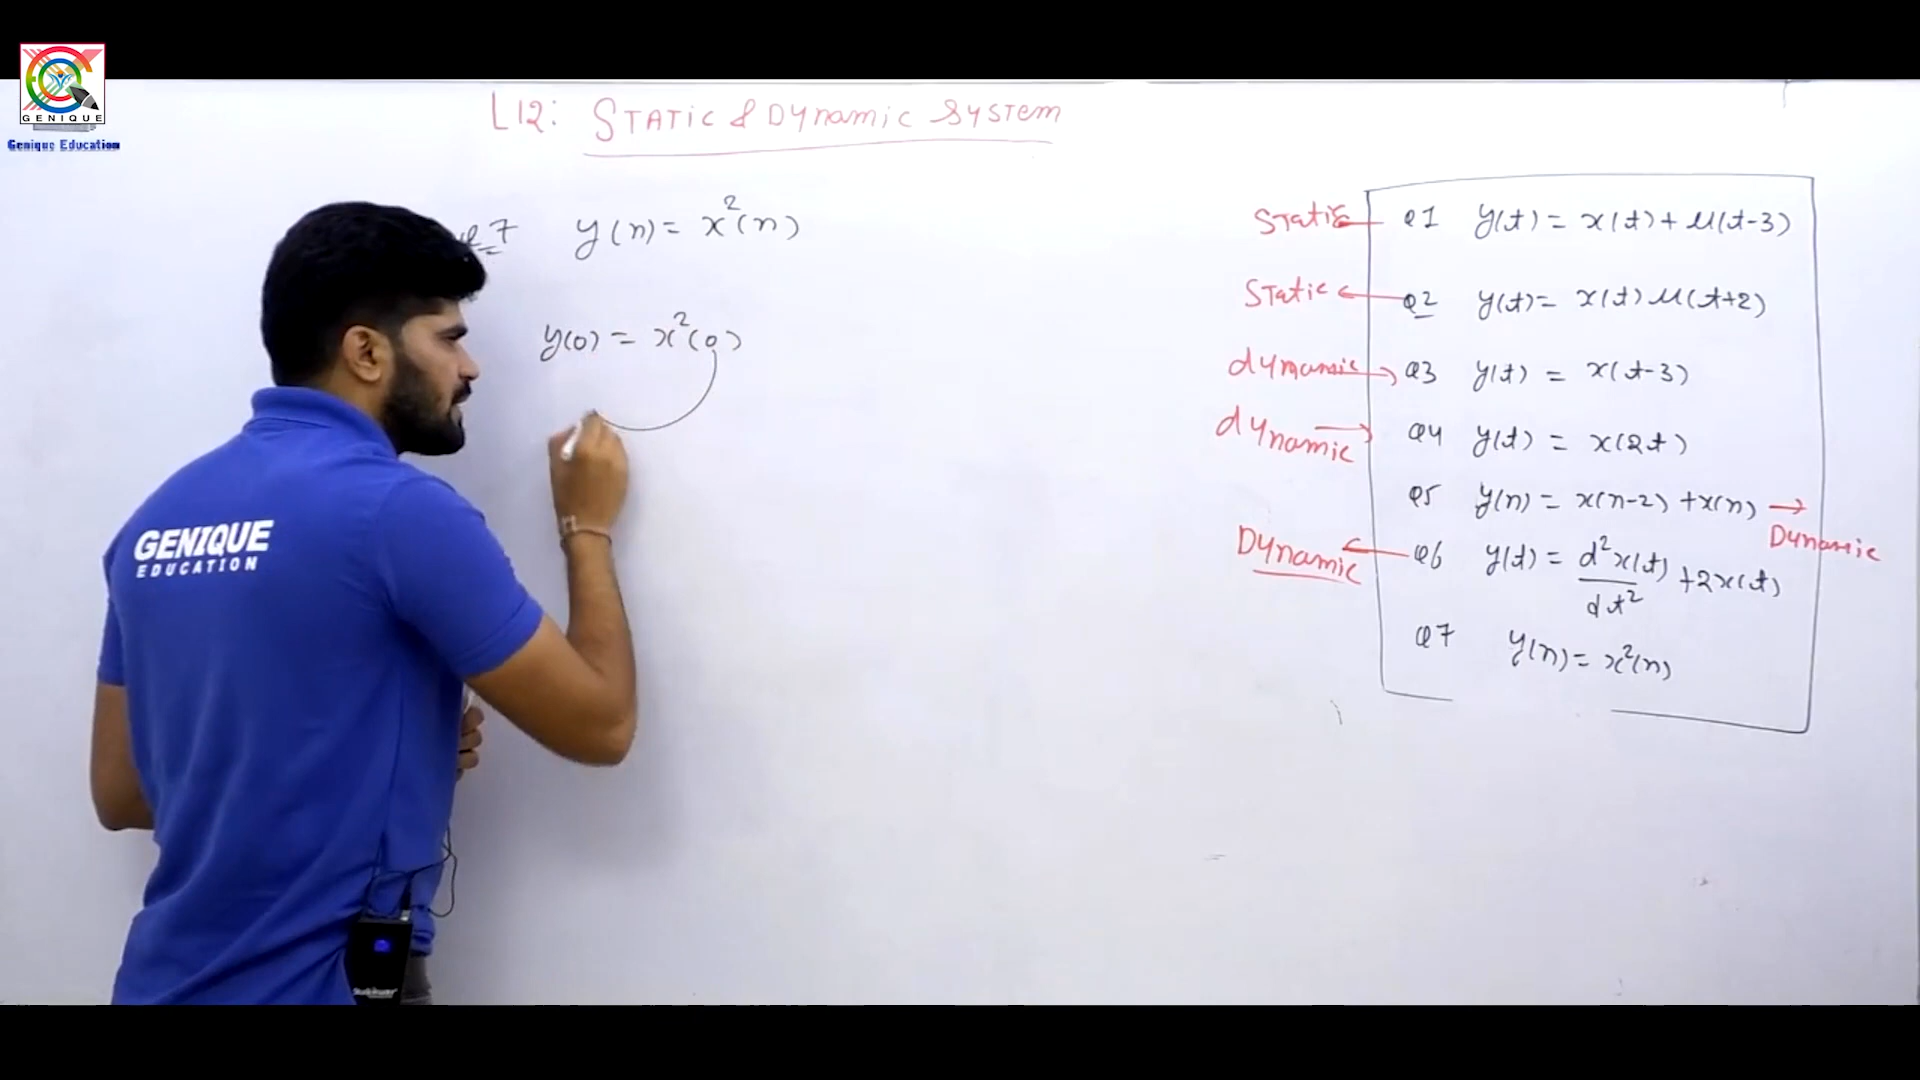 GENIQUE
Genique Education
L12: STATIC & DYNAMIC SYSTEM
Q7 y(n) = x²(n)
y(0) = x²(0)
GENIQUE
EDUCATION
Static ← Q1 y(t) = x(t) + u(t-3)
Static ← Q2 y(t) = x(t) u(t+2)
dynamic → Q3 y(t) = x(t-3)
dynamic → Q4 y(t) = x(2t)
Q5 y(n) = x(n-2) + x(n) → Dynamic
Dynamic ← Q6 y(t) = d²x(t)/dt² + 2x(t)
Q7 y(n) = x²(n)